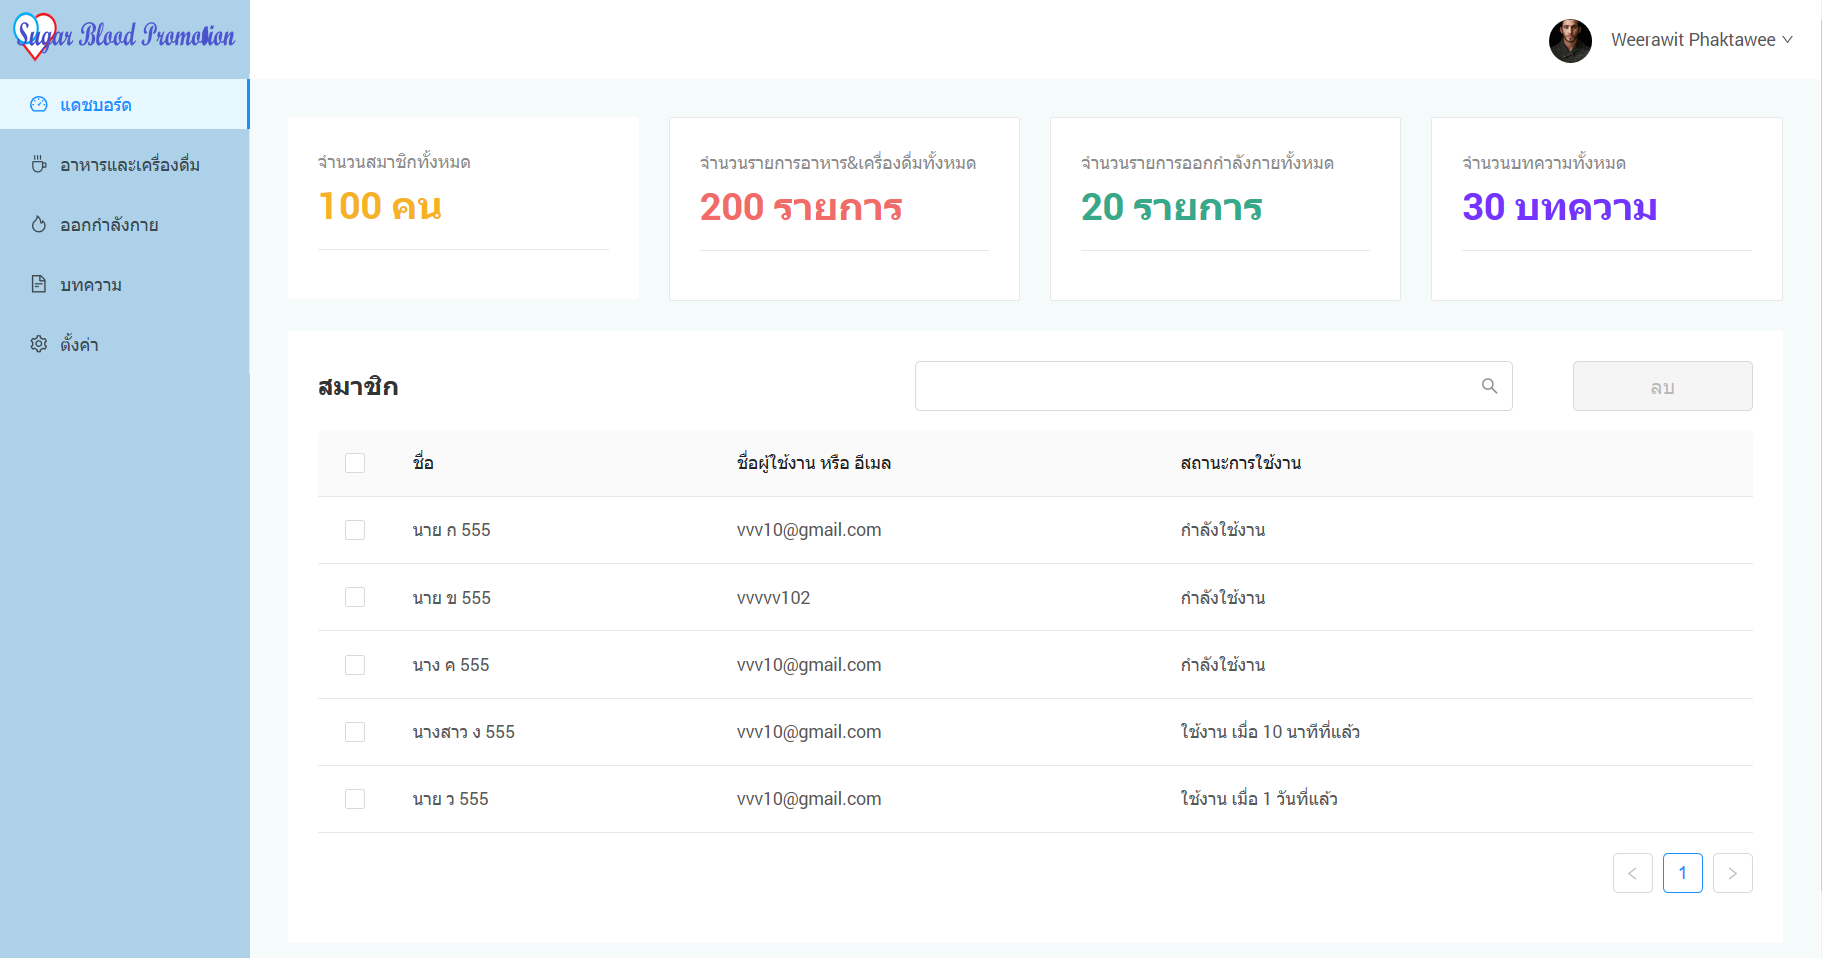 Sugar Blood Promotion
Weerawit Phaktawee
แดชบอร์ด
อาหารและเครื่องดื่ม
ออกกำลังกาย
บทความ
ตั้งค่า
จำนวนสมาชิกทั้งหมด
100 คน
จำนวนรายการอาหาร&เครื่องดื่มทั้งหมด
200 รายการ
จำนวนรายการออกกำลังกายทั้งหมด
20 รายการ
จำนวนบทความทั้งหมด
30 บทความ
สมาชิก
ลบ
ชื่อ ชื่อผู้ใช้งาน หรือ อีเมล สถานะการใช้งาน
นาย ก 555 vvv10@gmail.com กำลังใช้งาน
นาย ข 555 vvvvv102 กำลังใช้งาน
นาง ค 555 vvv10@gmail.com กำลังใช้งาน
นางสาว ง 555 vvv10@gmail.com ใช้งาน เมื่อ 10 นาทีที่แล้ว
นาย ว 555 vvv10@gmail.com ใช้งาน เมื่อ 1 วันที่แล้ว
< 1 >